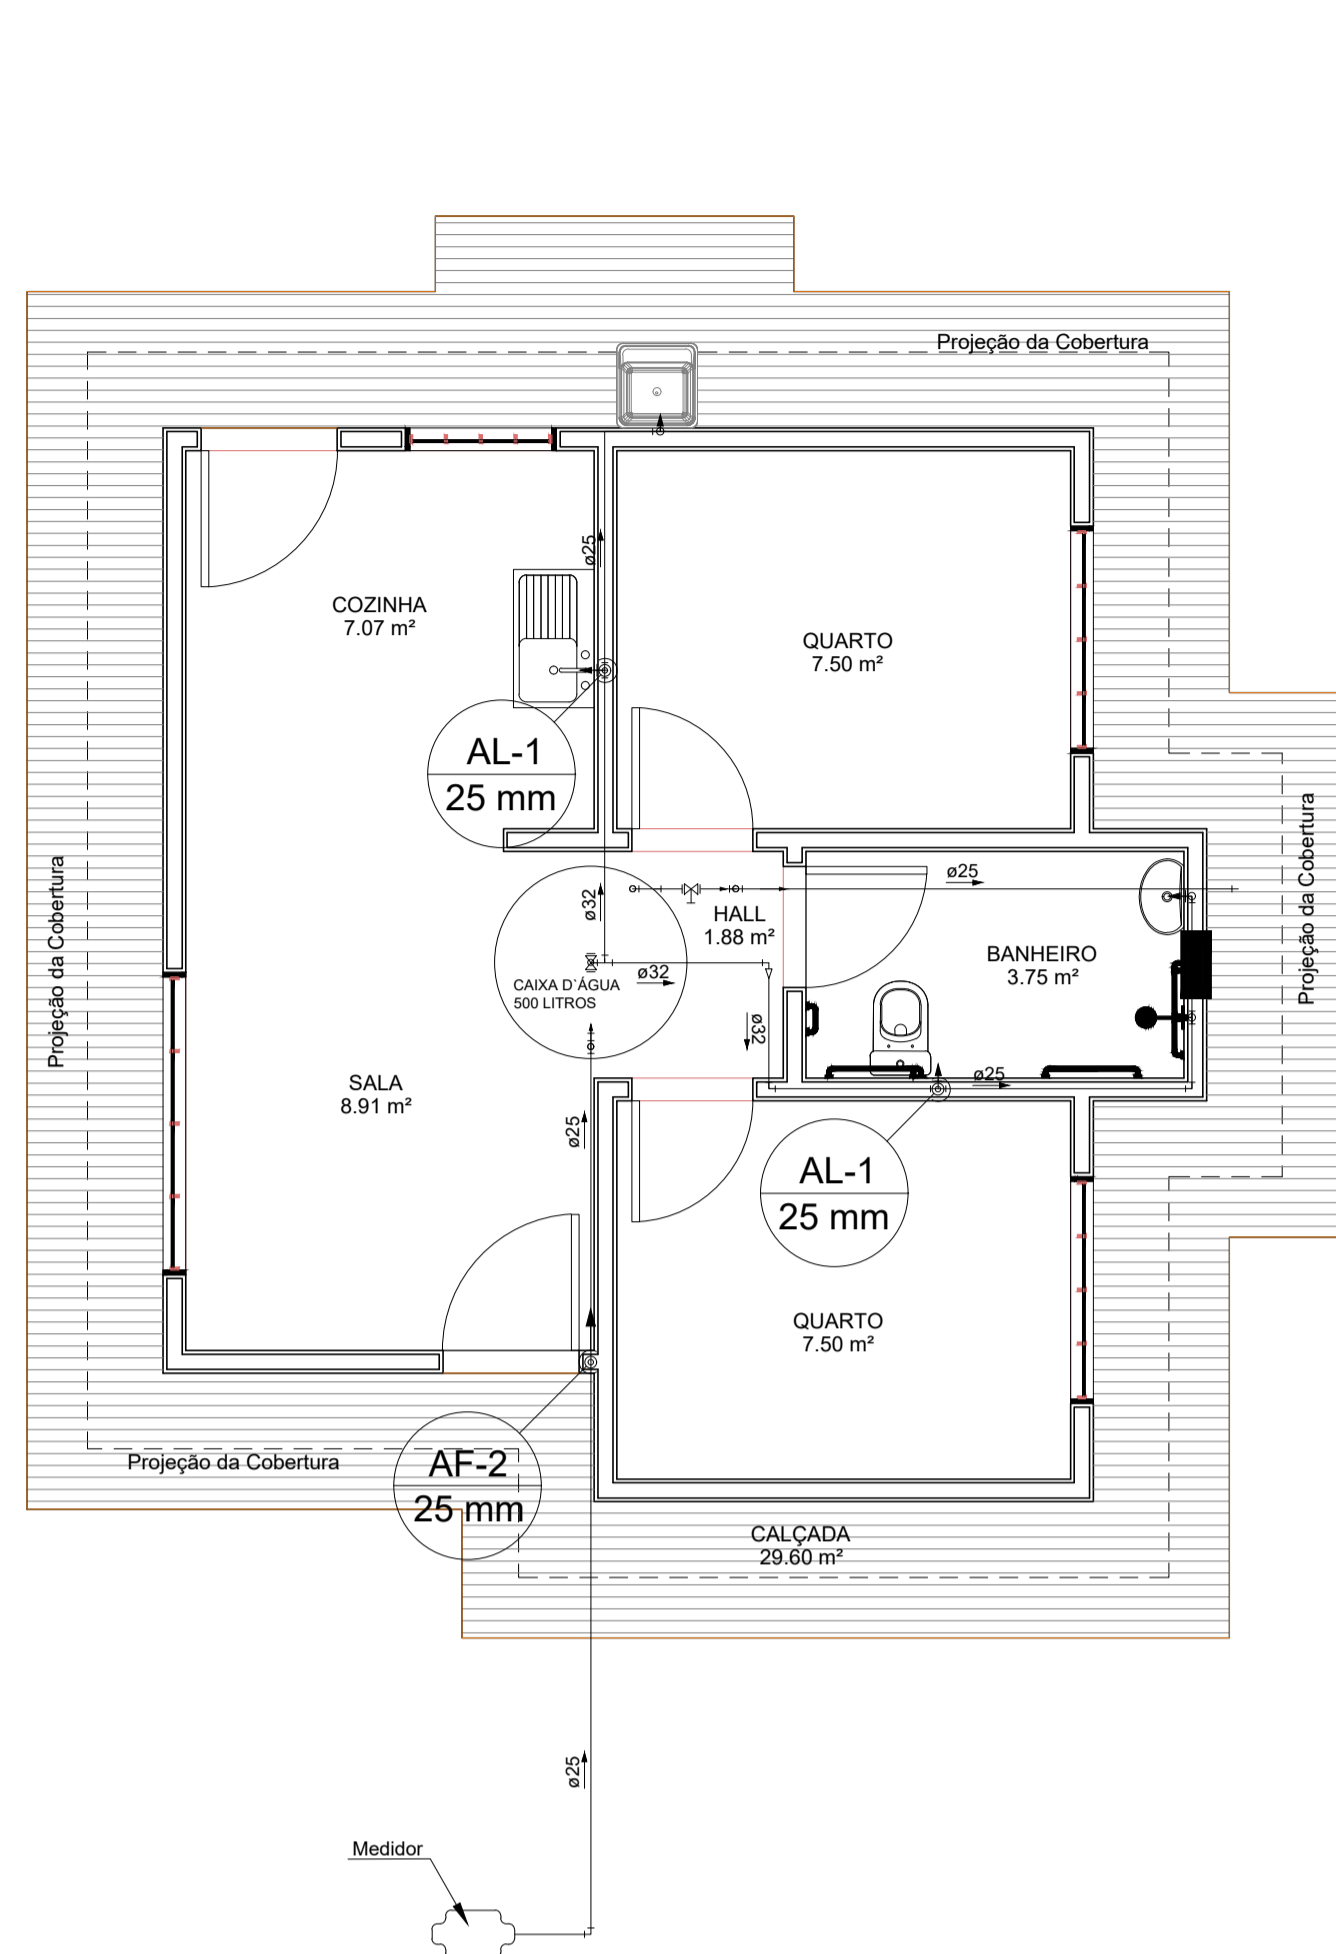 Projeção da Cobertura
ø25
COZINHA
7.07 m²
QUARTO
7.50 m²
AL-1
25 mm
Projeção da Cobertura
Projeção da Cobertura
ø25
ø32
HALL
1.88 m²
BANHEIRO
3.75 m²
ø32
CAIXA D`ÁGUA
500 LITROS
ø32
SALA
8.91 m²
ø25
ø25
AL-1
25 mm
QUARTO
7.50 m²
Projeção da Cobertura
AF-2
25 mm
CALÇADA
29.60 m²
ø25
Medidor